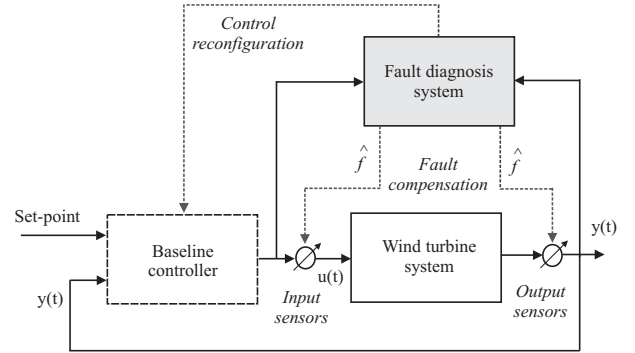 Control
reconfiguration
Fault diagnosis
system
^
f
Fault
compensation
^
f
Set-point
Baseline
controller
Wind turbine
system
y(t)
u(t)
y(t)
Input
sensors
Output
sensors